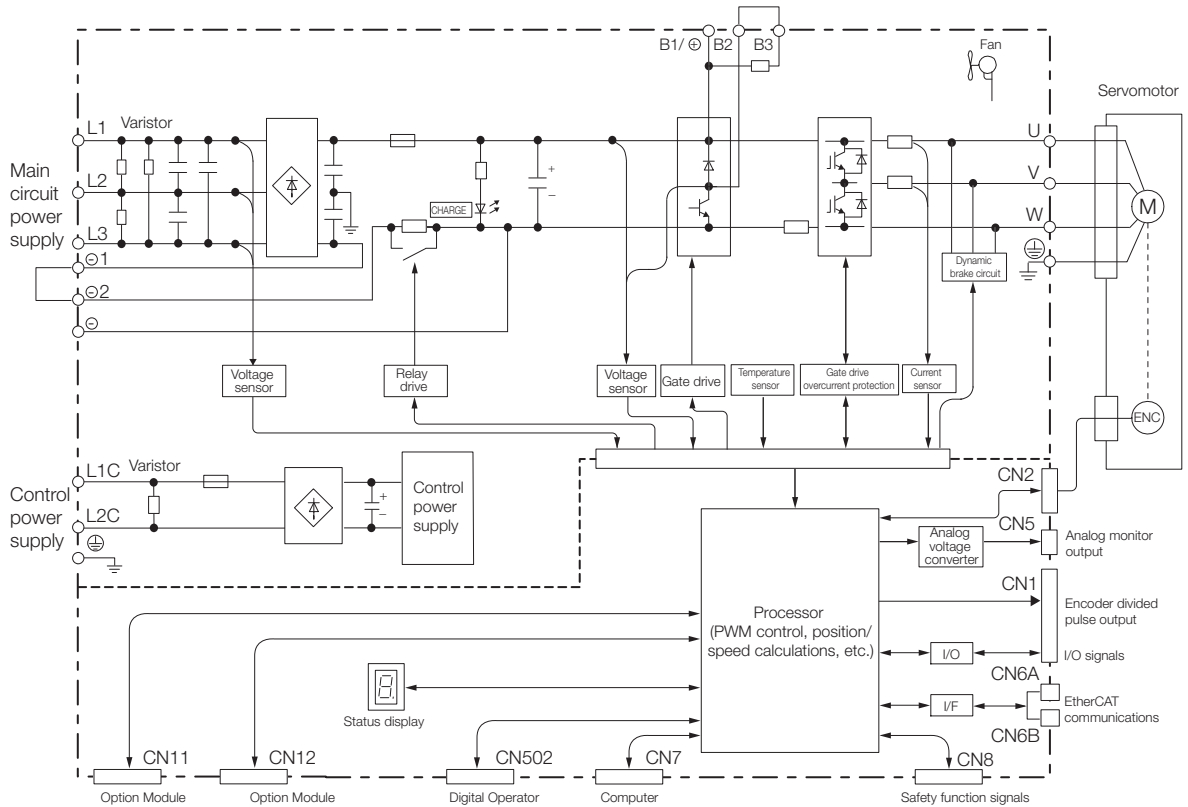 B1/ ⊕ B2 B3
Fan
Servomotor
L1 Varistor
U
Main
circuit
power
supply
L2
V
CHARGE
+
–
M
L3
W
⊖ 1
Dynamic
brake circuit
⊖ 2
⊖
Voltage
sensor
Relay
drive
Voltage
sensor
Gate drive
Temperature
sensor
Gate drive
overcurrent protection
Current
sensor
ENC
L1C Varistor
Control
power
supply
L2C
+
–
Control
power
supply
CN2
CN5
Analog
voltage
converter
Analog monitor
output
CN1
Processor
(PWM control, position/
speed calculations, etc.)
Encoder divided
pulse output
I/O
I/O signals
CN6A
I/F
EtherCAT
communications
CN6B
8.
Status display
CN11
CN12
CN502
CN7
CN8
Option Module
Option Module
Digital Operator
Computer
Safety function signals